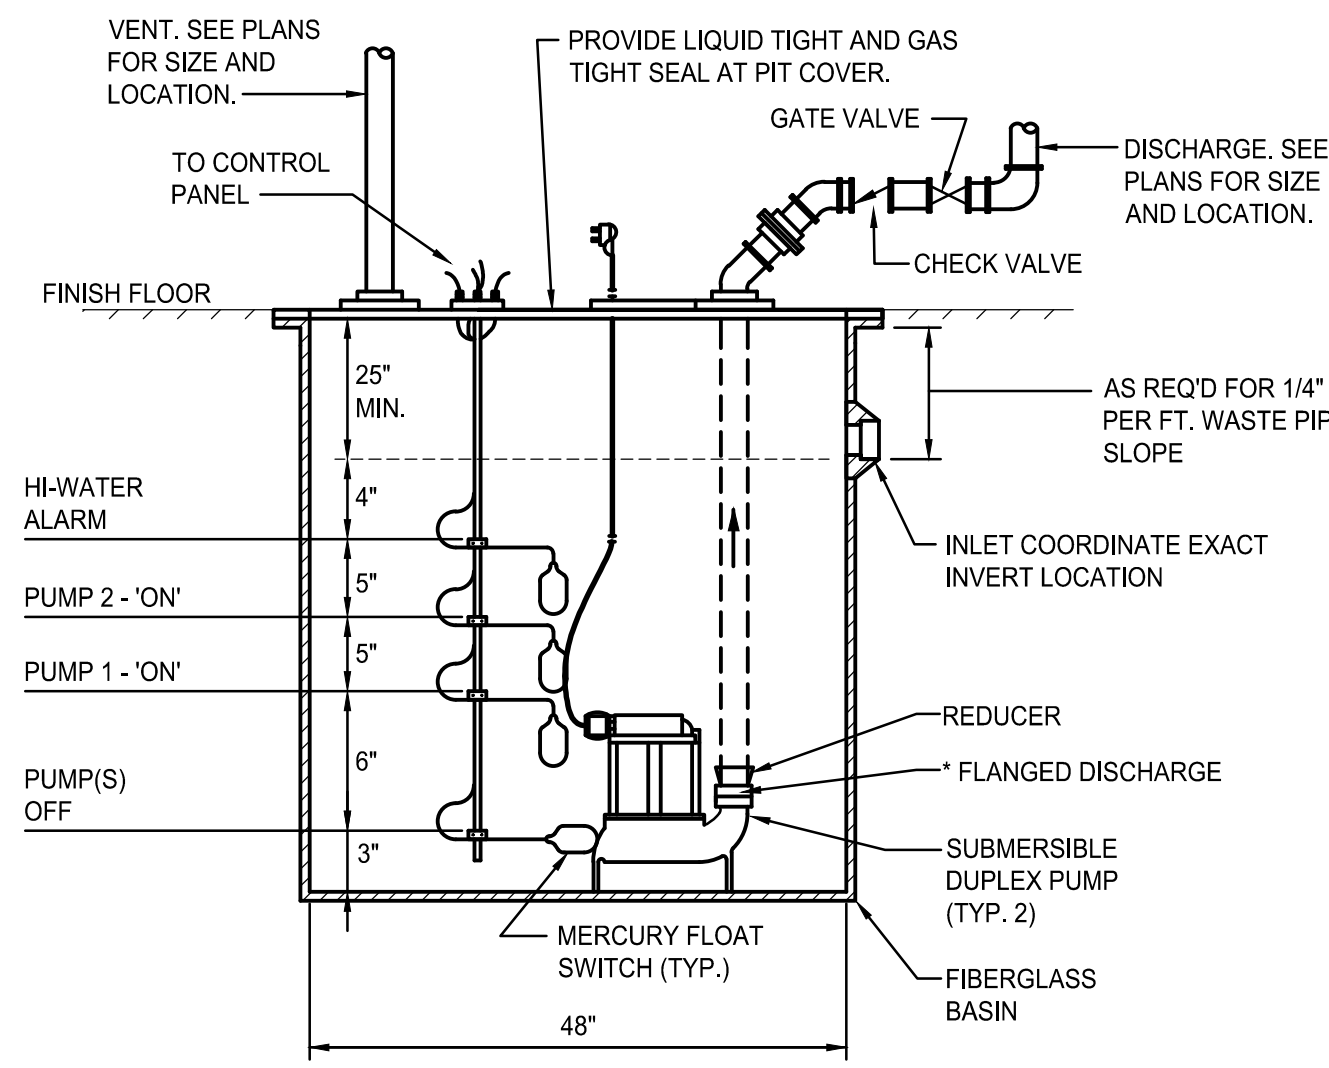 VENT. SEE PLANS
FOR SIZE AND
LOCATION.
PROVIDE LIQUID TIGHT AND GAS
TIGHT SEAL AT PIT COVER.
GATE VALVE
DISCHARGE. SEE
PLANS FOR SIZE
AND LOCATION.
TO CONTROL
PANEL
CHECK VALVE
FINISH FLOOR
25"
MIN.
AS REQ'D FOR 1/4"
PER FT. WASTE PIP
SLOPE
HI-WATER
ALARM
4"
INLET COORDINATE EXACT
INVERT LOCATION
5"
PUMP 2 - 'ON'
5"
PUMP 1 - 'ON'
REDUCER
6"
* FLANGED DISCHARGE
PUMP(S)
OFF
3"
SUBMERSIBLE
DUPLEX PUMP
(TYP. 2)
MERCURY FLOAT
SWITCH (TYP.)
FIBERGLASS
BASIN
48"